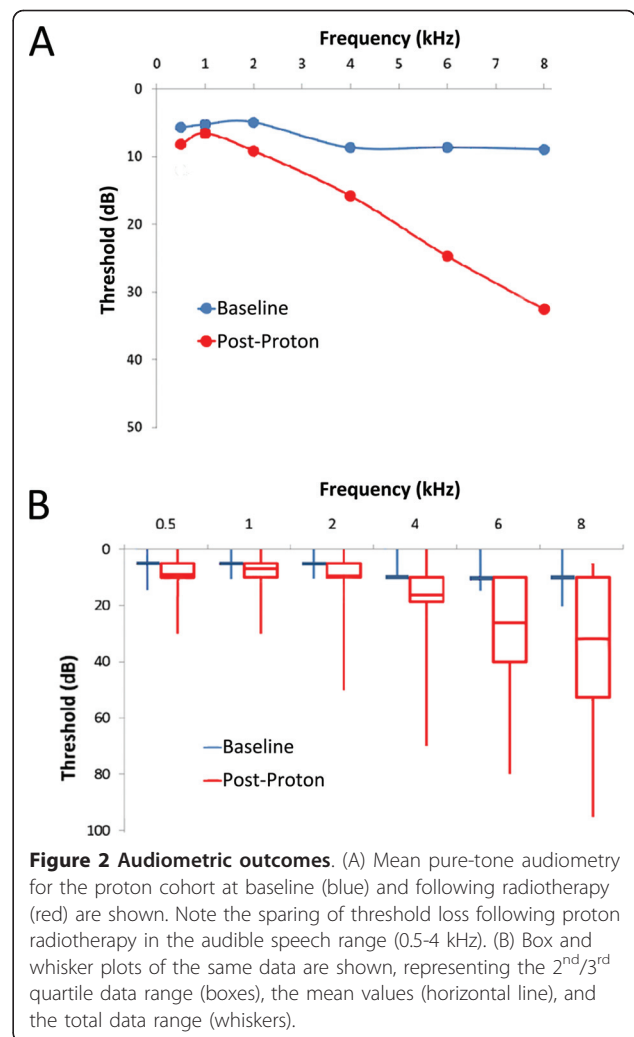 A
Frequency (kHz)
0 1 2 3 4 5 6 7 8
0
10
20
30
40
50
Threshold (dB)
Baseline
Post-Proton
B
Frequency (kHz)
0.5 1 2 4 6 8
0
20
40
60
80
100
Threshold (dB)
Baseline
Post-Proton
Figure 2 Audiometric outcomes. (A) Mean pure-tone audiometry
for the proton cohort at baseline (blue) and following radiotherapy
(red) are shown. Note the sparing of threshold loss following proton
radiotherapy in the audible speech range (0.5-4 kHz). (B) Box and
whisker plots of the same data are shown, representing the 2nd/3rd
quartile data range (boxes), the mean values (horizontal line), and
the total data range (whiskers).